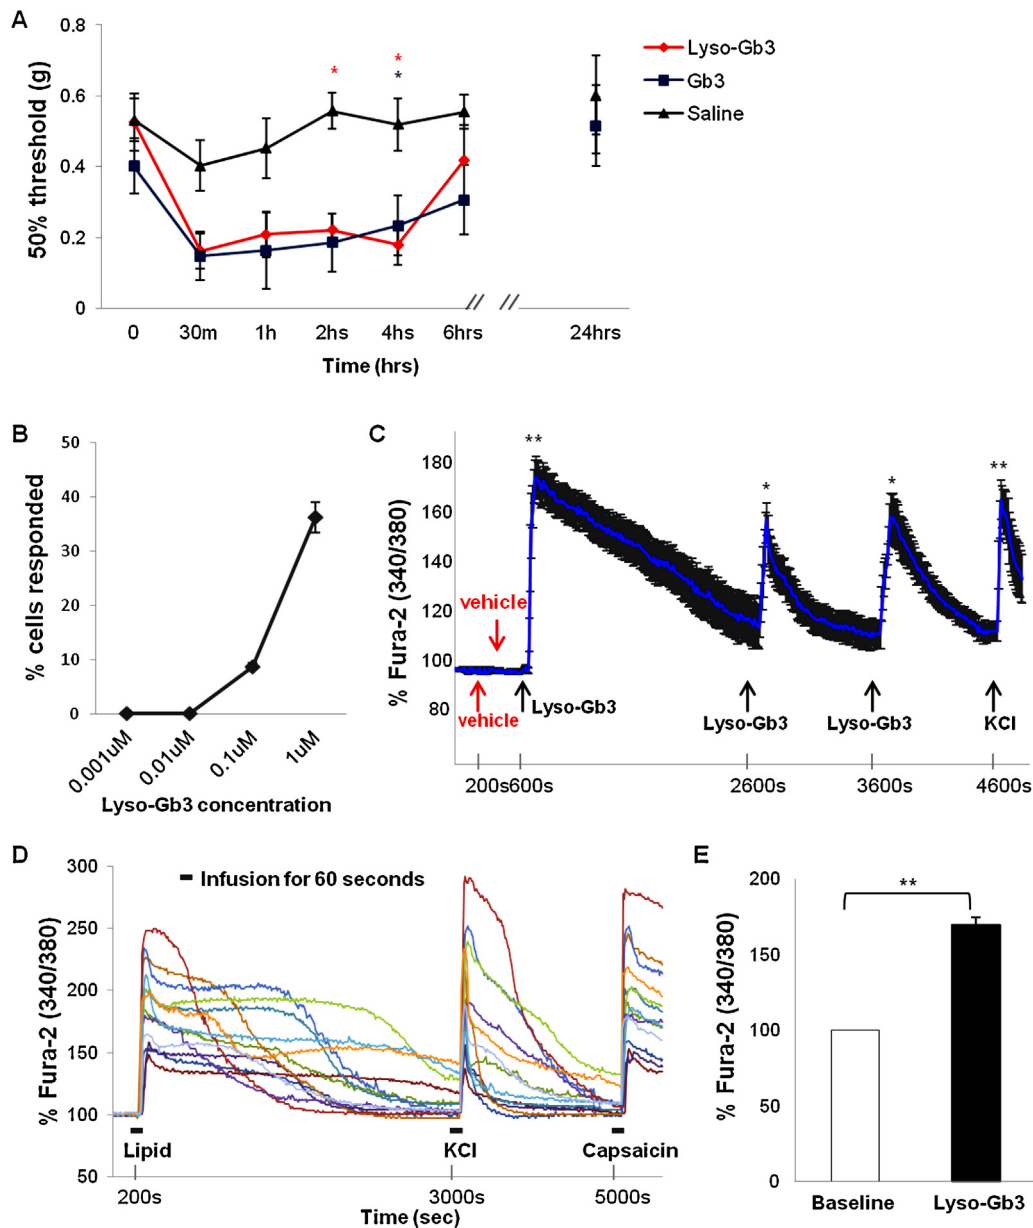 A
0.8
0.6
0.4
0.2
0
50% threshold (g)
* * *
Lyso-Gb3
Gb3
Saline
0 30m 1h 2hs 4hs 6hrs 24hrs
Time (hrs)
B
50
40
30
20
10
0
% cells responded
0.001uM 0.01uM 0.1uM 1uM
Lyso-Gb3 concentration
C
180
160
140
120
100
80
% Fura-2 (340/380)
** * * **
vehicle
vehicle
Lyso-Gb3 Lyso-Gb3 Lyso-Gb3 KCl
200s 600s 2600s 3600s 4600s
D
300
250
200
150
100
50
% Fura-2 (340/380)
Infusion for 60 seconds
Lipid KCl Capsaicin
200s 3000s 5000s
Time (sec)
E
200
150
100
50
0
% Fura-2 (340/380)
**
Baseline Lyso-Gb3